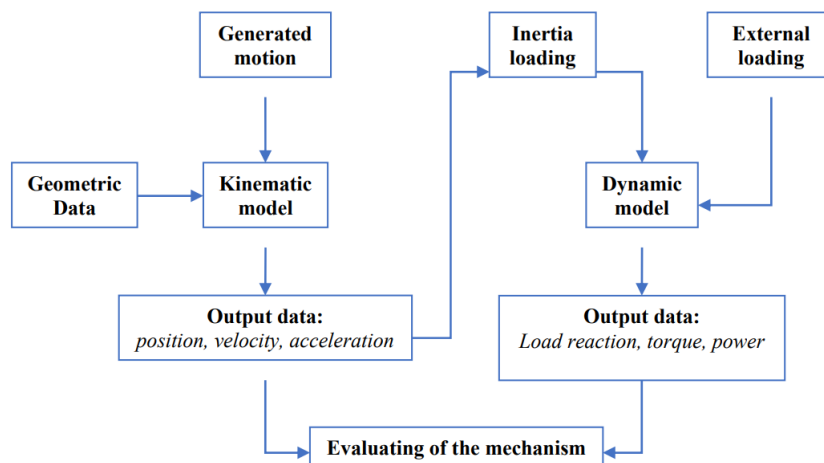 Generated
motion
Inertia
loading
External
loading
Geometric
Data
Kinematic
model
Dynamic
model
Output data:
position, velocity, acceleration
Output data:
Load reaction, torque, power
Evaluating of the mechanism